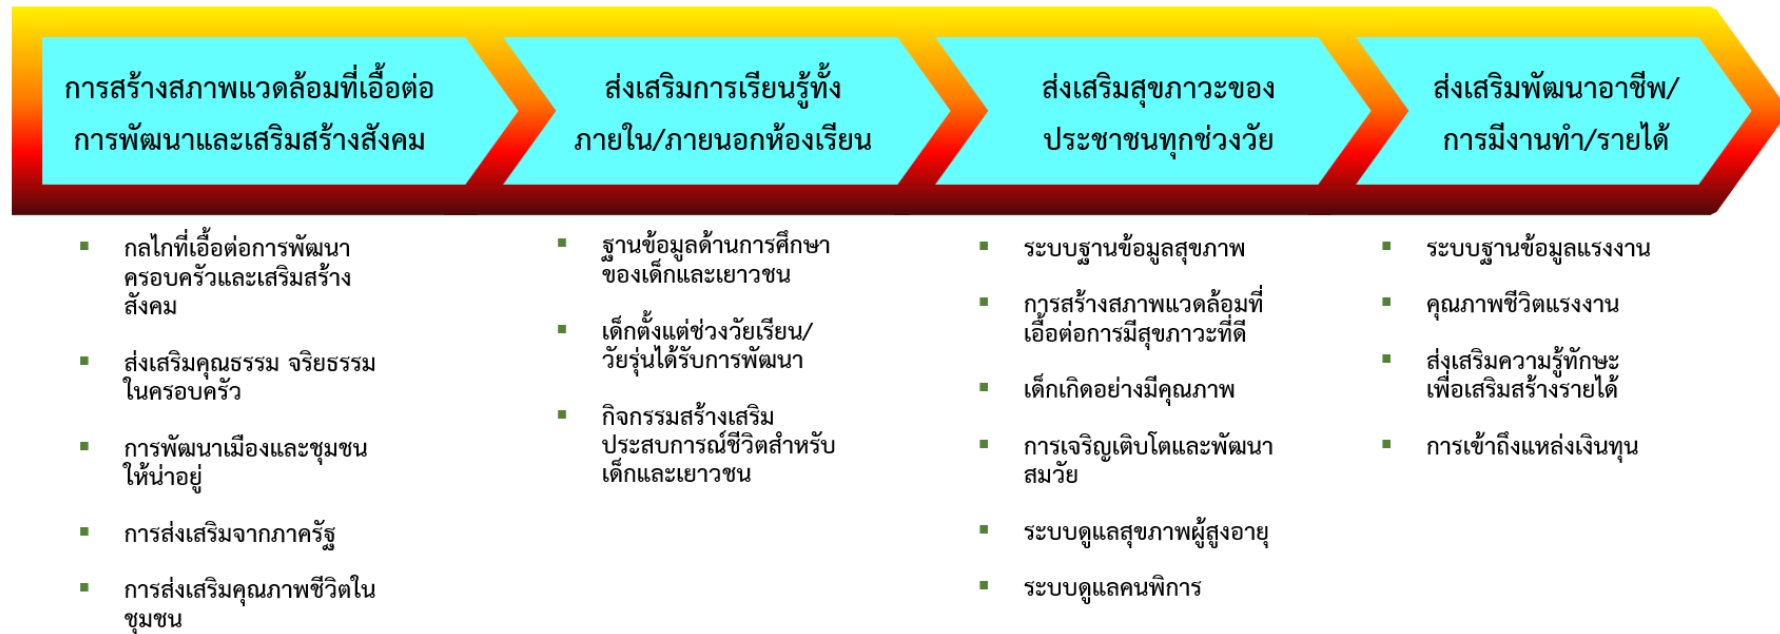 การสร้างสภาพแวดล้อมที่เอื้อต่อ
การพัฒนาและเสริมสร้างสังคม
ส่งเสริมการเรียนรู้ทั้ง
ภายใน/ภายนอกห้องเรียน
ส่งเสริมสุขภาวะของ
ประชาชนทุกช่วงวัย
ส่งเสริมพัฒนาอาชีพ/
การมีงานทำ/รายได้
▪ กลไกที่เอื้อต่อการพัฒนา
ครอบครัวและเสริมสร้าง
สังคม
▪ ส่งเสริมคุณธรรม จริยธรรม
ในครอบครัว
▪ การพัฒนาเมืองและชุมชน
ให้น่าอยู่
▪ การส่งเสริมจากภาครัฐ
▪ การส่งเสริมคุณภาพชีวิตใน
ชุมชน
▪ ฐานข้อมูลด้านการศึกษา
ของเด็กและเยาวชน
▪ เด็กตั้งแต่ช่วงวัยเรียน/
วัยรุ่นได้รับการพัฒนา
▪ กิจกรรมสร้างเสริม
ประสบการณ์ชีวิตสำหรับ
เด็กและเยาวชน
▪ ระบบฐานข้อมูลสุขภาพ
▪ การสร้างสภาพแวดล้อมที่
เอื้อต่อการมีสุขภาวะที่ดี
▪ เด็กเกิดอย่างมีคุณภาพ
▪ การเจริญเติบโตและพัฒนา
สมวัย
▪ ระบบดูแลสุขภาพผู้สูงอายุ
▪ ระบบดูแลคนพิการ
▪ ระบบฐานข้อมูลแรงงาน
▪ คุณภาพชีวิตแรงงาน
▪ ส่งเสริมความรู้ทักษะ
เพื่อเสริมสร้างรายได้
▪ การเข้าถึงแหล่งเงินทุน